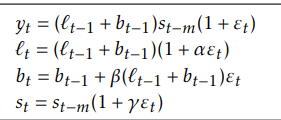 yₜ = (ℓₜ₋₁ + bₜ₋₁)sₜ₋ₘ(1 + εₜ)
ℓₜ = (ℓₜ₋₁ + bₜ₋₁)(1 + αεₜ)
bₜ = bₜ₋₁ + β(ℓₜ₋₁ + bₜ₋₁)εₜ
sₜ = sₜ₋ₘ(1 + γεₜ)